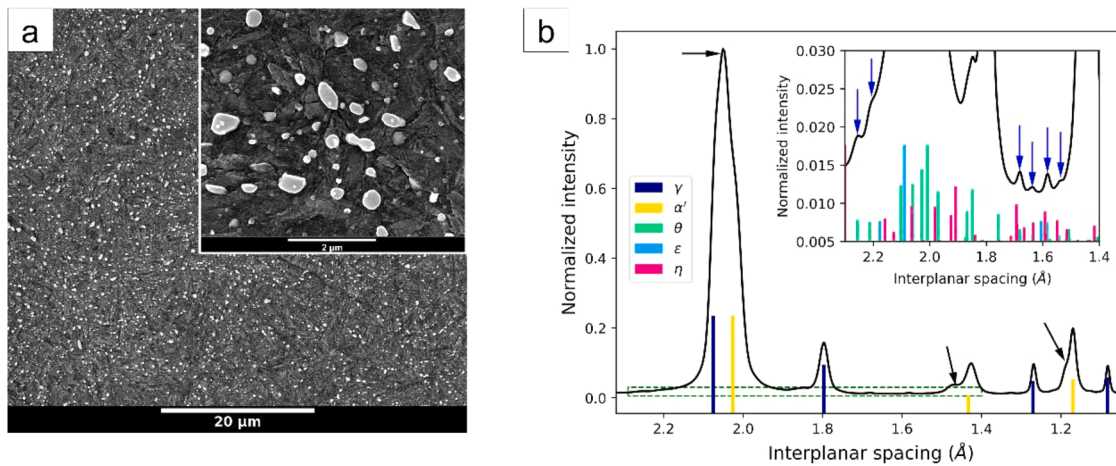 a
2 μm
20 μm
b
Normalized intensity
1.0
0.8
0.6
0.4
0.2
0.0
2.2 2.0 1.8 1.6 1.4 1.2
Interplanar spacing (Å)
γ
α'
θ
ε
η
Normalized intensity
0.030
0.025
0.020
0.015
0.010
0.005
2.2 2.0 1.8 1.6 1.4
Interplanar spacing (Å)